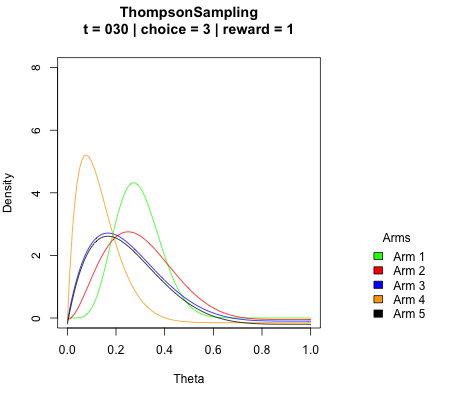 ThompsonSampling
t = 030 | choice = 3 | reward = 1
Density
8
6
4
2
0
0.0 0.2 0.4 0.6 0.8 1.0
Theta
Arms
Arm 1
Arm 2
Arm 3
Arm 4
Arm 5